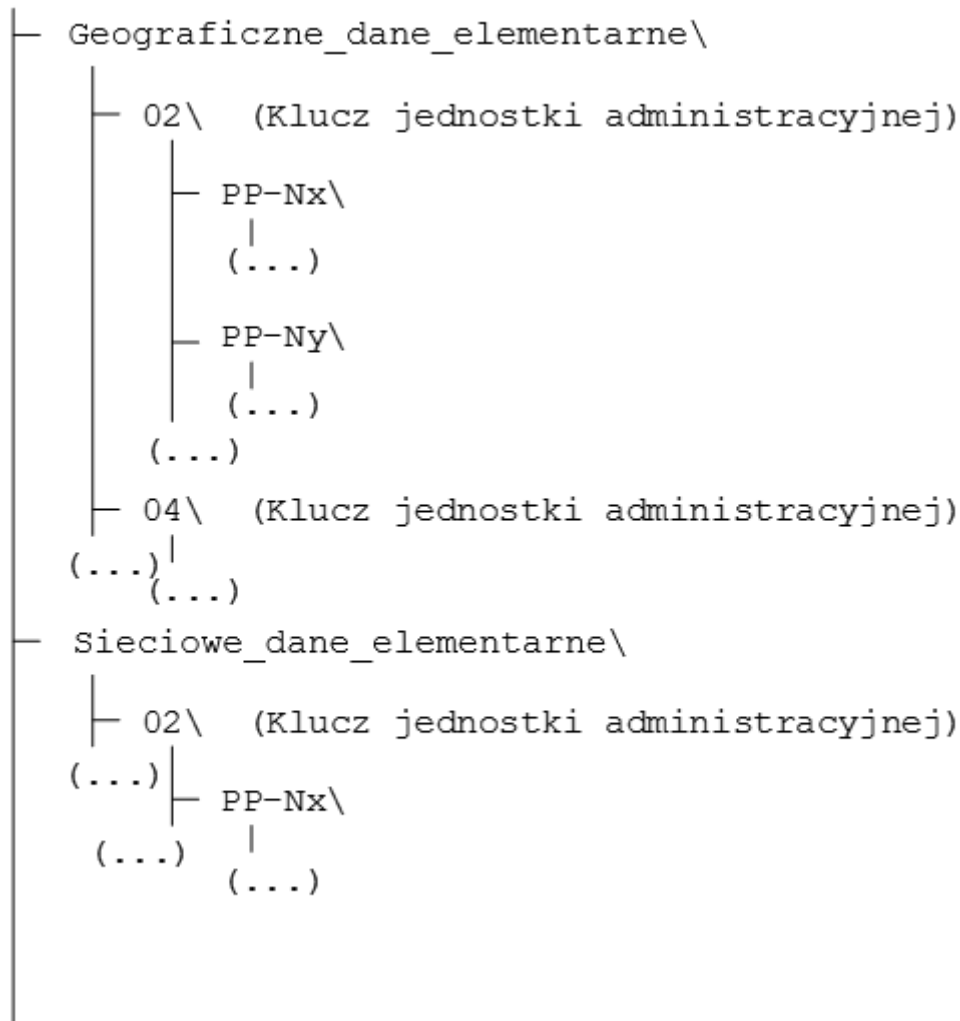 Geograficzne_dane_elementarne\
02\ (Klucz jednostki administracyjnej)
PP-Nx\
(...)
PP-Ny\
(...)
(...)
04\ (Klucz jednostki administracyjnej)
(...)
(...)
Sieciowe_dane_elementarne\
02\ (Klucz jednostki administracyjnej)
(...)
PP-Nx\
(...)
(...)